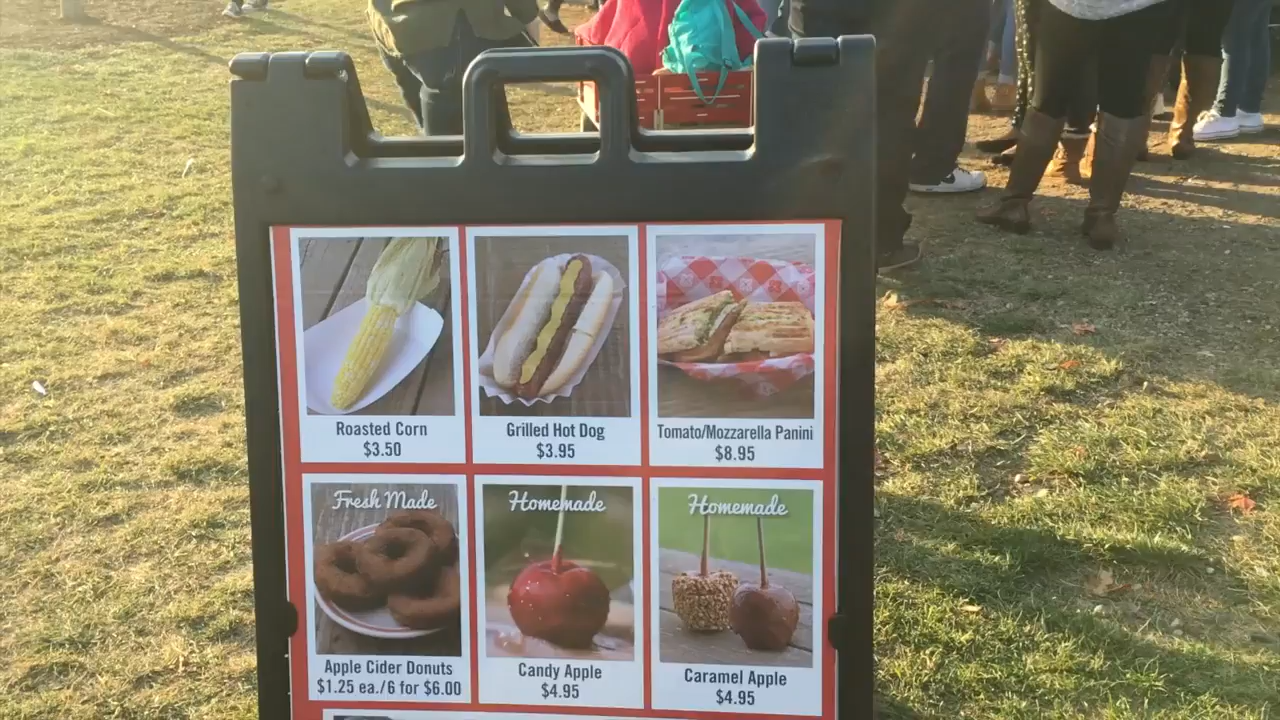 Roasted Corn
$3.50
Grilled Hot Dog
$3.95
Tomato/Mozzarella Panini
$8.95
Fresh Made
Apple Cider Donuts
$1.25 ea./6 for $6.00
Homemade
Candy Apple
$4.95
Homemade
Caramel Apple
$4.95